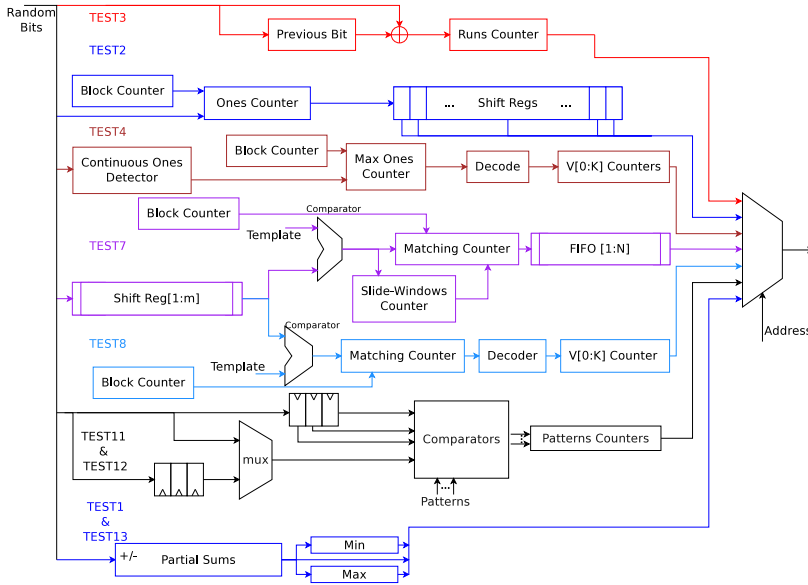 Random
Bits
TEST3
Previous Bit
Runs Counter
TEST2
Block Counter
Ones Counter
... Shift Regs ...
TEST4
Block Counter
Continuous Ones
Detector
Max Ones
Counter
Decode
V[0:K] Counters
Block Counter
Comparator
Template
TEST7
Matching Counter
FIFO [1:N]
Shift Reg[1:m]
Slide-Windows
Counter
Address
Comparator
TEST8
Template
Matching Counter
Decoder
V[0:K] Counter
Block Counter
TEST11
&
TEST12
mux
Comparators
...
Patterns Counters
...
Patterns
TEST1
&
TEST13
+/-
Partial Sums
Min
Max